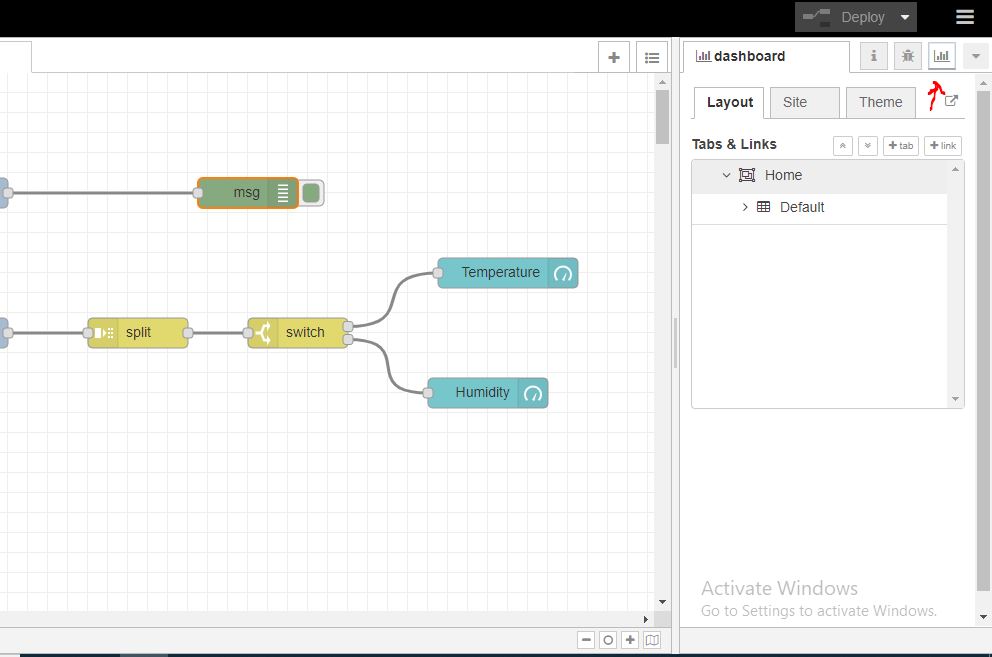 Deploy
dashboard
Layout
Site
Theme
Tabs & Links
tab
link
Home
Default
msg
Temperature
split
switch
Humidity
Activate Windows
Go to Settings to activate Windows.